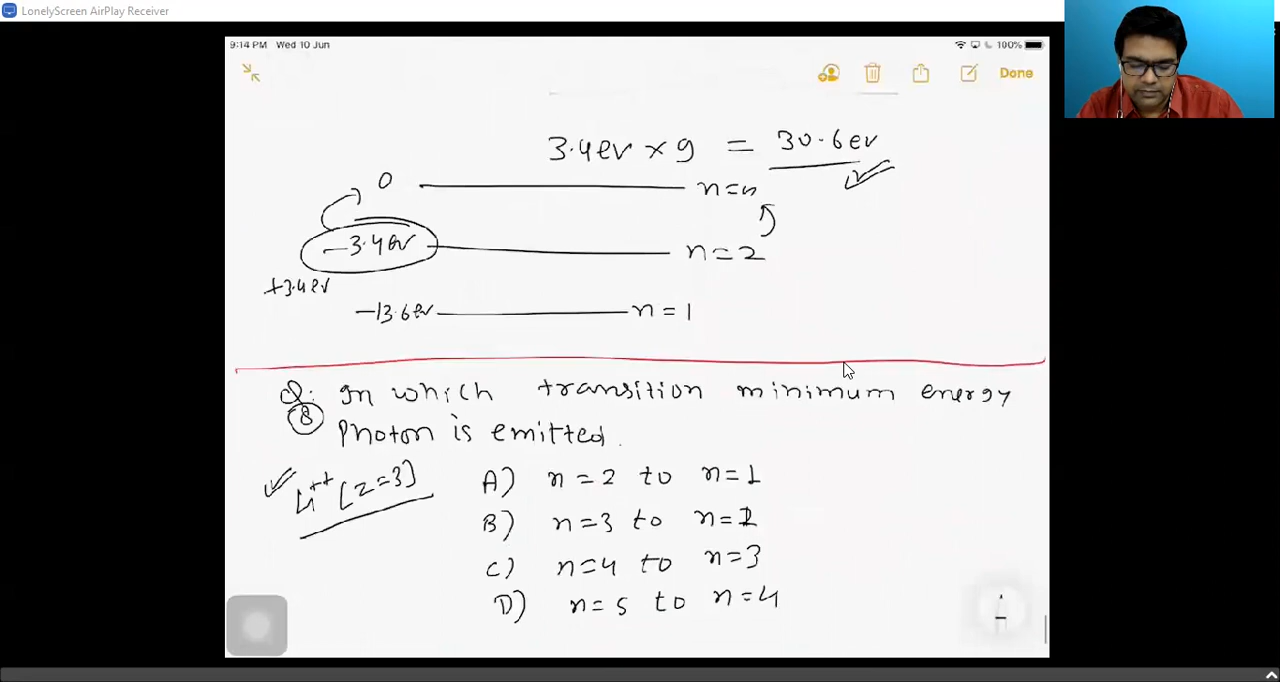 LonelyScreen AirPlay Receiver
9:14 PM Wed 10 Jun
100%
Done
3.4ev × 9 = 30.6ev
0 n=∞
-3.4ev n=2
+3.4ev
-13.6ev n=1
Q: In which transition minimum energy
8 Photon is emitted.
Li++ (z=3)
A) n=2 to n=1
B) n=3 to n=2
C) n=4 to n=3
D) n=5 to n=4